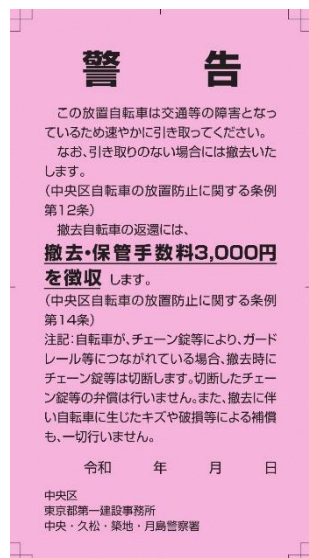 警 告
この放置自転車は交通等の障害となっ
ているため速やかに引き取ってください。
なお、引き取りのない場合には撤去いた
します。
(中央区自転車の放置防止に関する条例
第12条)
撤去自転車の返還には、
撤去・保管手数料3,000円
を徴収 します。
(中央区自転車の放置防止に関する条例
第14条)
注記:自転車が、チェーン錠等により、ガード
レール等につながれている場合、撤去時に
チェーン錠等は切断します。切断したチェー
ン錠等の弁償は行いません。また、撤去に伴
い自転車に生じたキズや破損等による補償
も、一切行いません。
令和 年 月 日
中央区
東京都第一建設事務所
中央・久松・築地・月島警察署